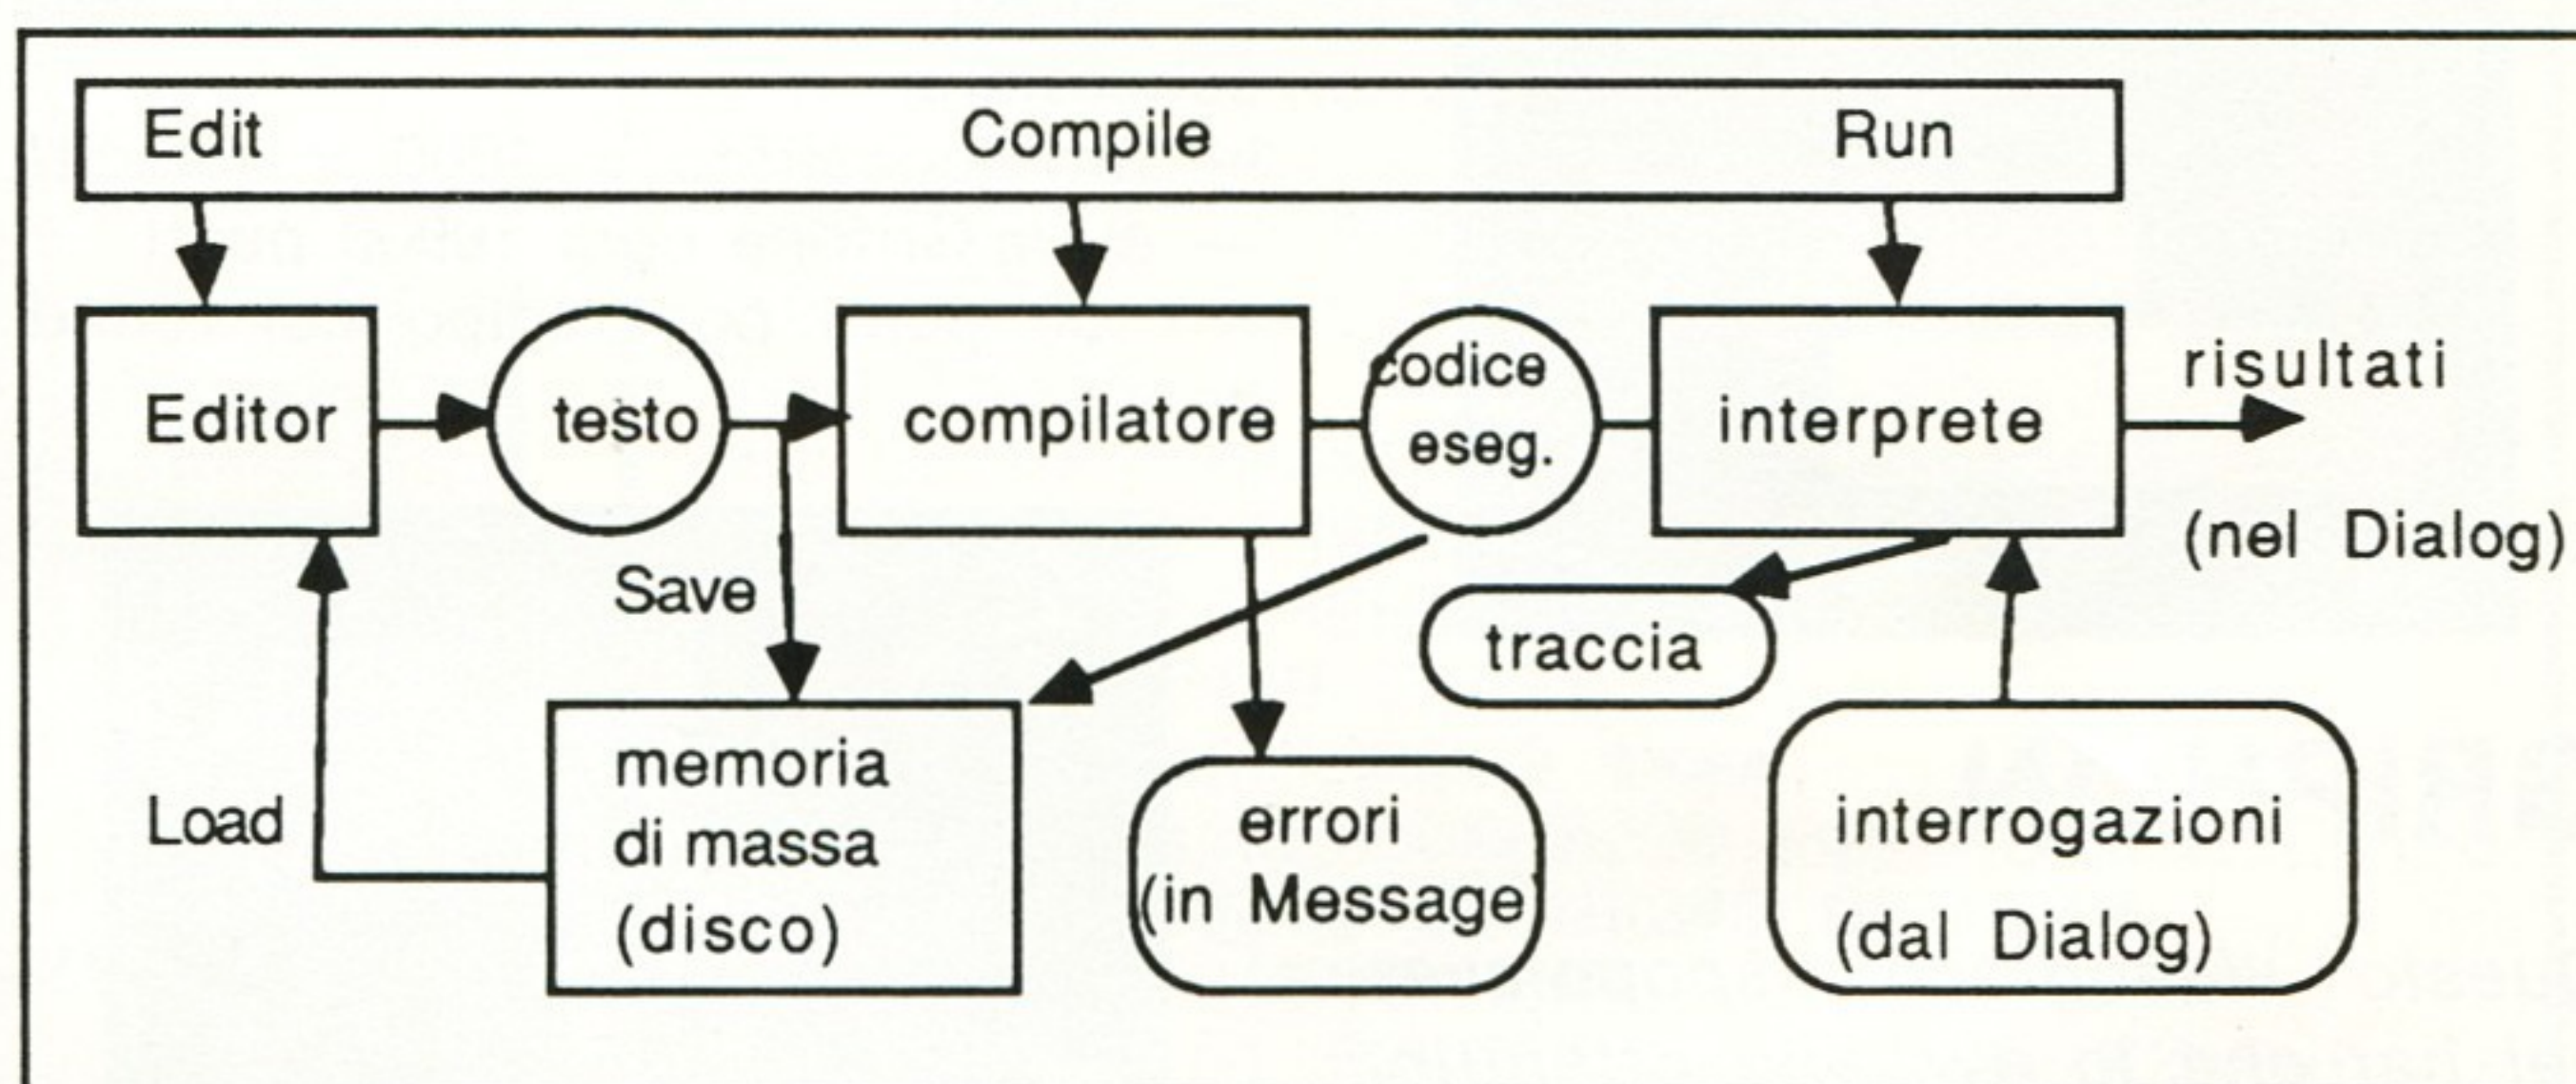 Edit Compile Run
Editor
testo
compilatore
codice
eseg.
interprete
risultati
(nel Dialog)
Save
traccia
Load
memoria
di massa
(disco)
errori
(in Message
interrogazioni
(dal Dialog)